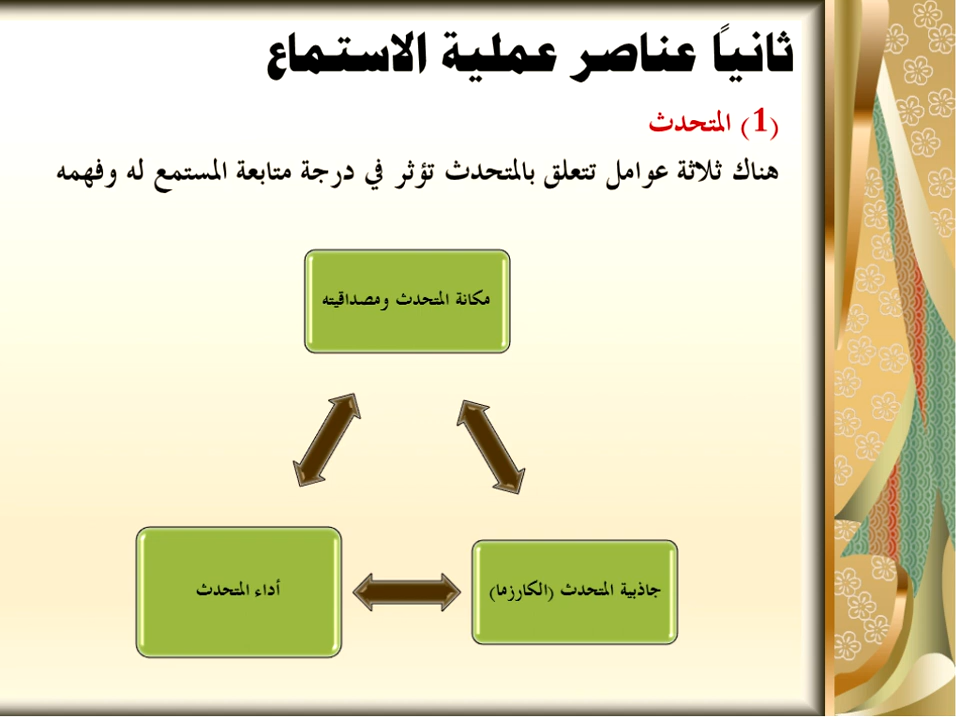 ثانياً عناصر عملية الاستماع
(1) المتحدث
هناك ثلاثة عوامل تتعلق بالمتحدث تؤثر في درجة متابعة المستمع له وفهمه
مكانة المتحدث ومصداقيته
جاذبية المتحدث (الكارزما)
أداء المتحدث